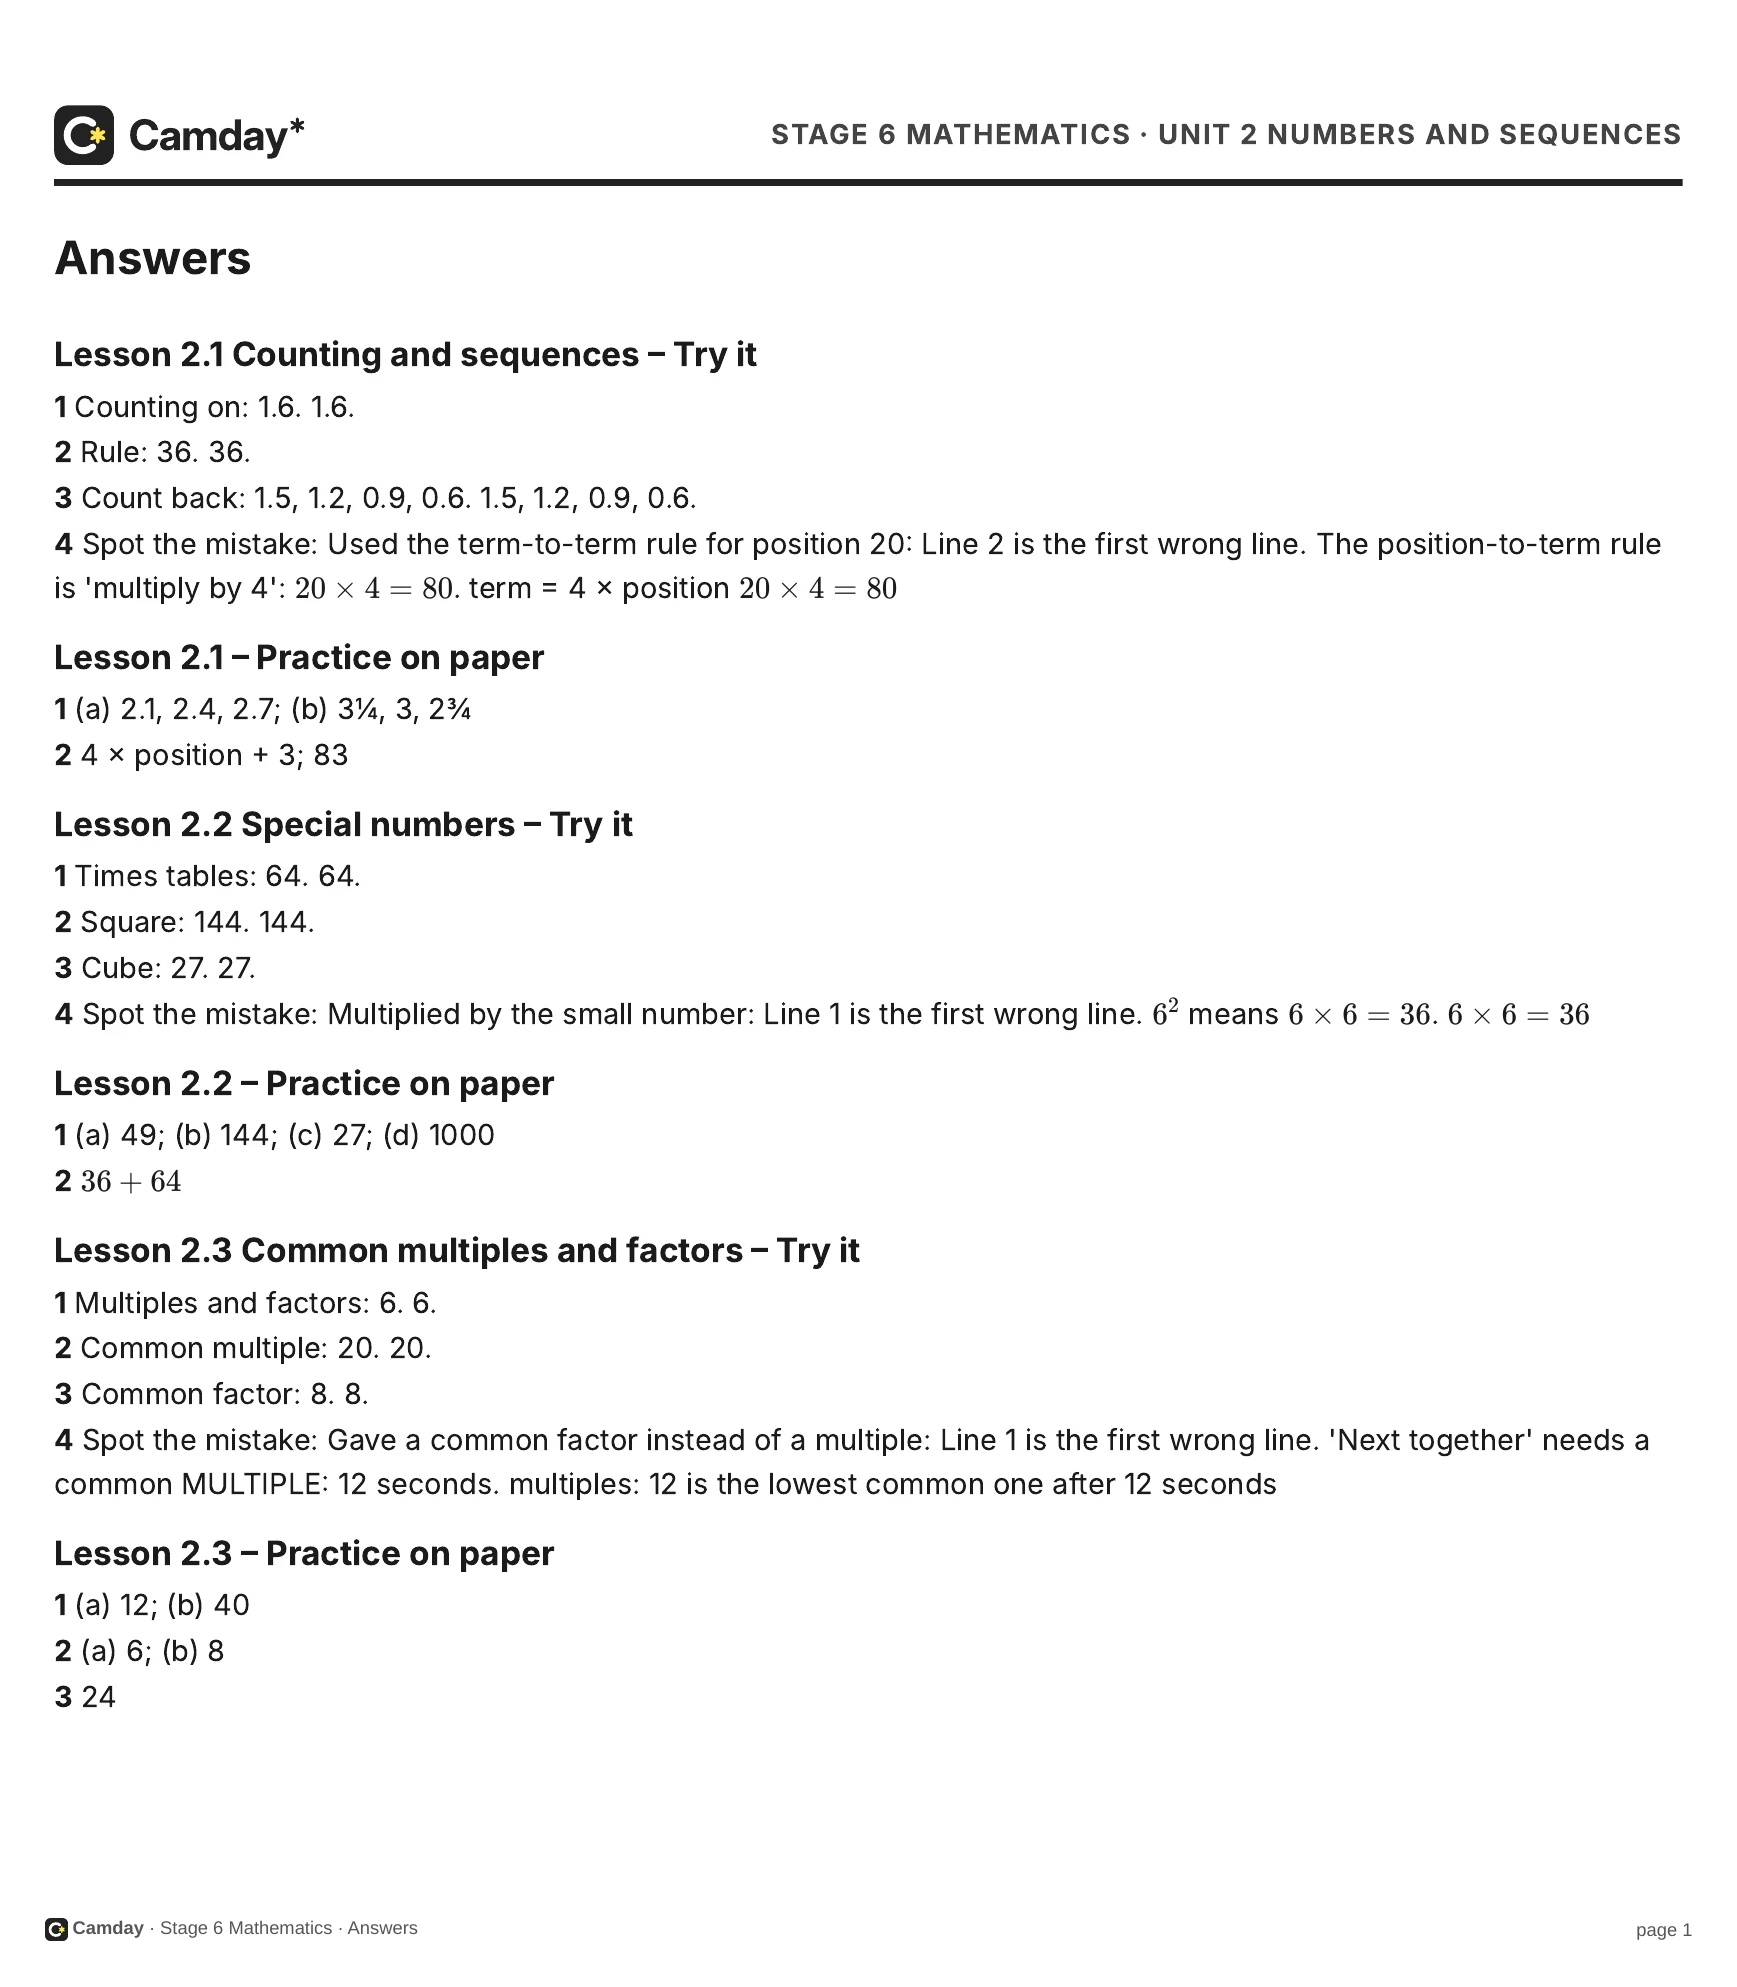 Camday*
STAGE 6 MATHEMATICS · UNIT 2 NUMBERS AND SEQUENCES
Answers
Lesson 2.1 Counting and sequences – Try it
1 Counting on: 1.6. 1.6.
2 Rule: 36. 36.
3 Count back: 1.5, 1.2, 0.9, 0.6. 1.5, 1.2, 0.9, 0.6.
4 Spot the mistake: Used the term-to-term rule for position 20: Line 2 is the first wrong line. The position-to-term rule
is 'multiply by 4': 20 × 4 = 80. term = 4 × position 20 × 4 = 80
Lesson 2.1 – Practice on paper
1 (a) 2.1, 2.4, 2.7; (b) 3¼, 3, 2¾
2 4 × position + 3; 83
Lesson 2.2 Special numbers – Try it
1 Times tables: 64. 64.
2 Square: 144. 144.
3 Cube: 27. 27.
4 Spot the mistake: Multiplied by the small number: Line 1 is the first wrong line. 6² means 6 × 6 = 36. 6 × 6 = 36
Lesson 2.2 – Practice on paper
1 (a) 49; (b) 144; (c) 27; (d) 1000
2 36 + 64
Lesson 2.3 Common multiples and factors – Try it
1 Multiples and factors: 6. 6.
2 Common multiple: 20. 20.
3 Common factor: 8. 8.
4 Spot the mistake: Gave a common factor instead of a multiple: Line 1 is the first wrong line. 'Next together' needs a
common MULTIPLE: 12 seconds. multiples: 12 is the lowest common one after 12 seconds
Lesson 2.3 – Practice on paper
1 (a) 12; (b) 40
2 (a) 6; (b) 8
3 24
Camday · Stage 6 Mathematics · Answers
page 1